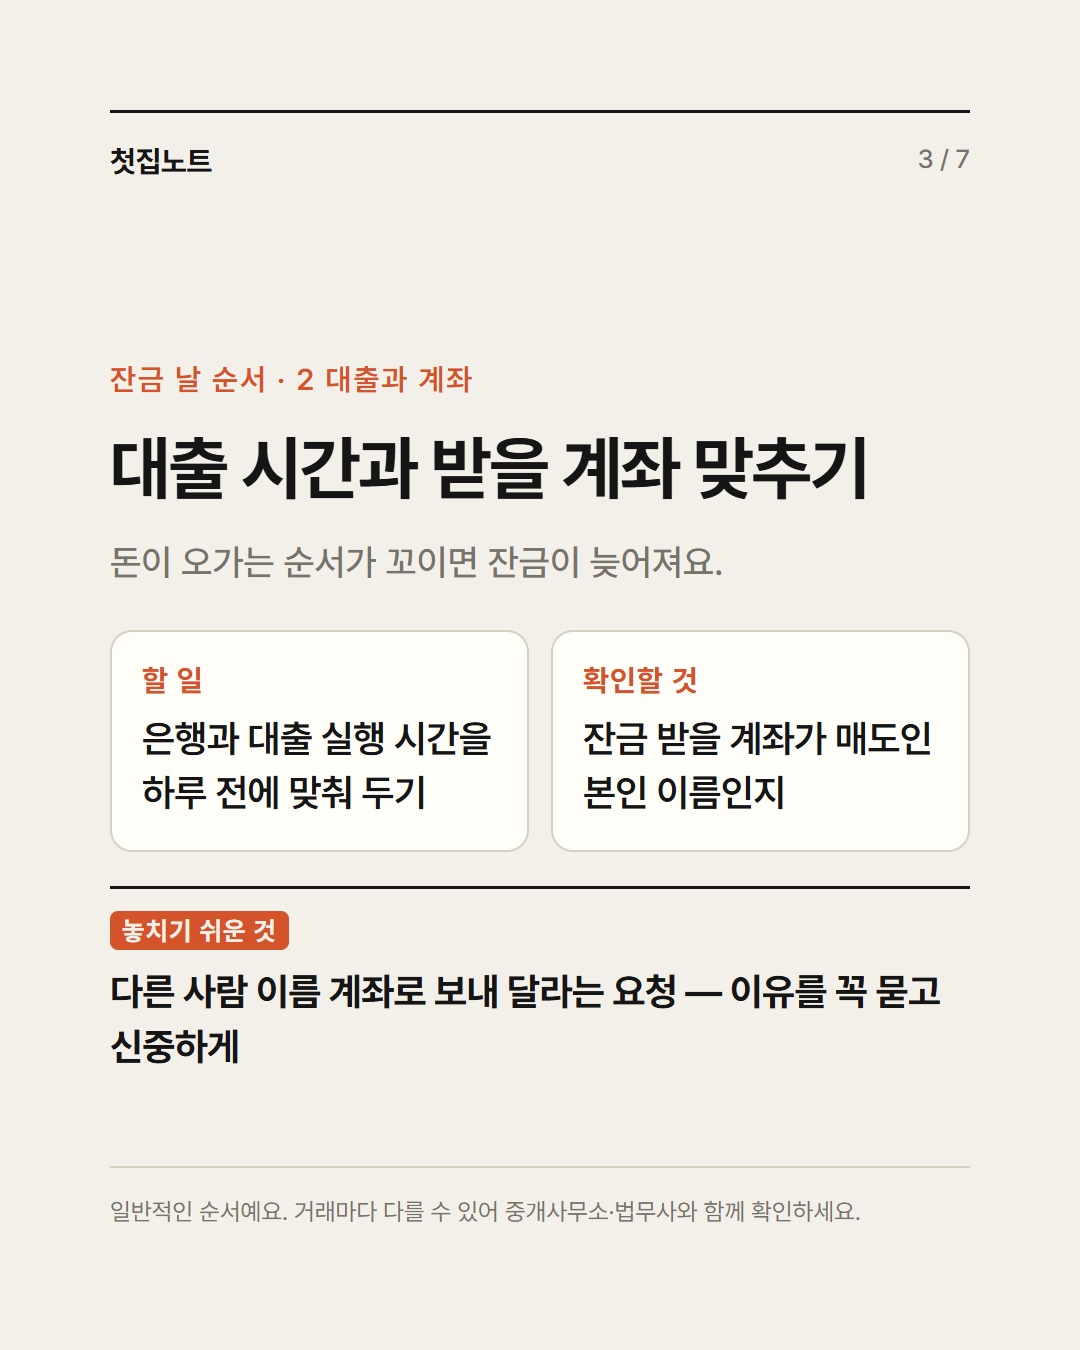 첫집노트
3 / 7
잔금 날 순서 · 2 대출과 계좌
대출 시간과 받을 계좌 맞추기
돈이 오가는 순서가 꼬이면 잔금이 늦어져요.
할 일
은행과 대출 실행 시간을
하루 전에 맞춰 두기
확인할 것
잔금 받을 계좌가 매도인
본인 이름인지
놓치기 쉬운 것
다른 사람 이름 계좌로 보내 달라는 요청 — 이유를 꼭 묻고
신중하게
일반적인 순서예요. 거래마다 다를 수 있어 중개사무소·법무사와 함께 확인하세요.